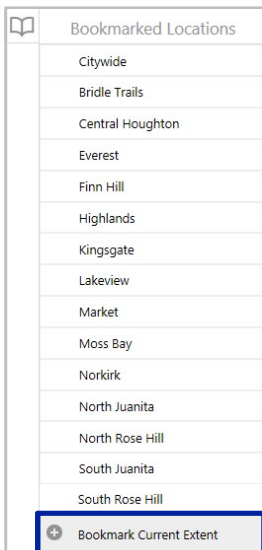 Bookmarked Locations
Citywide
Bridle Trails
Central Houghton
Everest
Finn Hill
Highlands
Kingsgate
Lakeview
Market
Moss Bay
Norkirk
North Juanita
North Rose Hill
South Juanita
South Rose Hill
Bookmark Current Extent